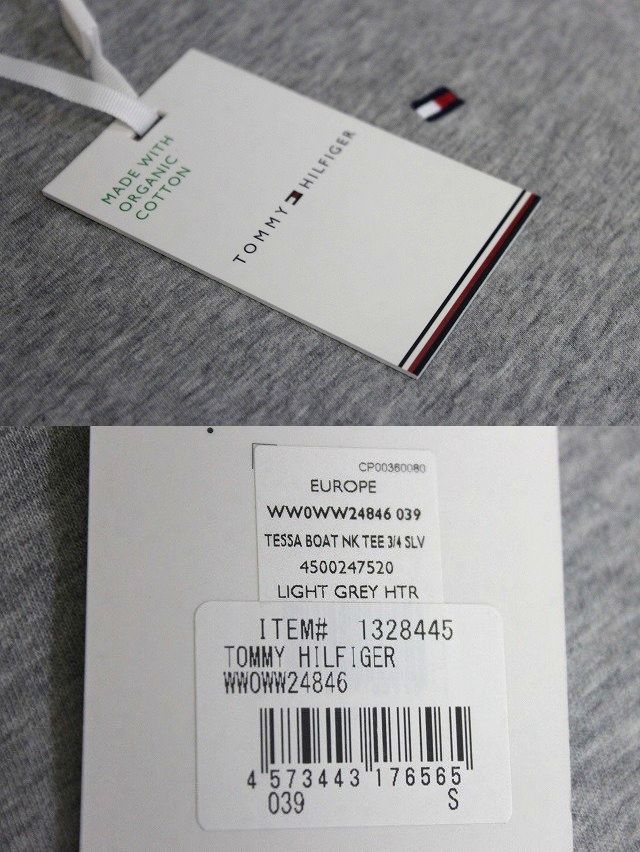 MADE WITH
ORGANIC
COTTON
TOMMY HILFIGER
CP00360080
EUROPE
WW0WW24846 039
TESSA BOAT NK TEE 3/4 SLV
4500247520
LIGHT GREY HTR
ITEM# 1328445
TOMMY HILFIGER
WW0WW24846
4 573443 176565
039 S